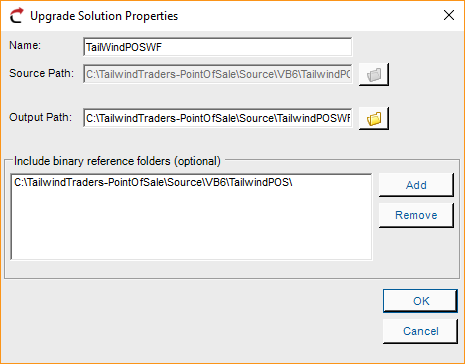 Upgrade Solution Properties
Name: TailWindPOSWF
Source Path: C:\TailwindTraders-PointOfSale\Source\VB6\TailwindPO
Output Path: C:\TailwindTraders-PointOfSale\Source\TailwindPOSWF
Include binary reference folders (optional)
C:\TailwindTraders-PointOfSale\Source\VB6\TailwindPOS\
Add
Remove
OK
Cancel